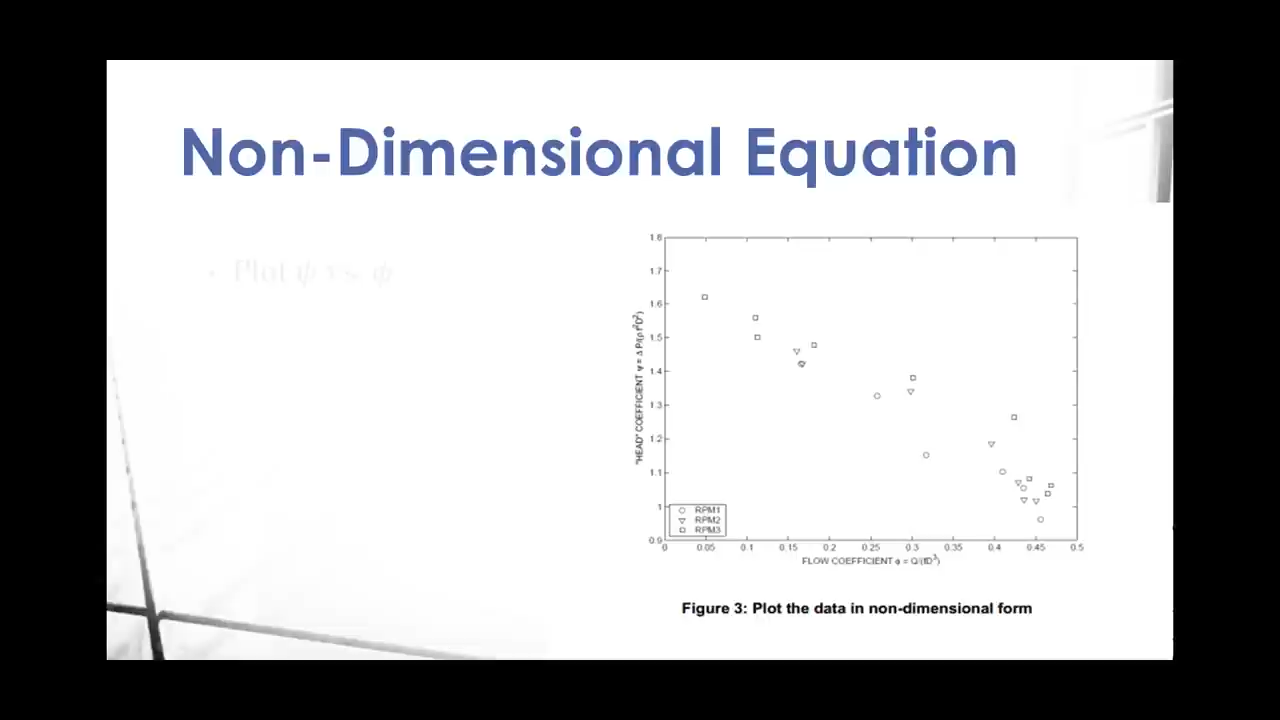 Non-Dimensional Equation
• Plot ψ vs. ϕ
1.8
1.7
1.6
1.5
1.4
1.3
1.2
1.1
1
0.9
"HEAD" COEFFICIENT ψ = Δ P/(ρ f²D²)
RPM1
RPM2
RPM3
0 0.05 0.1 0.15 0.2 0.25 0.3 0.35 0.4 0.45 0.5
FLOW COEFFICIENT φ = Q/(fD³)
Figure 3: Plot the data in non-dimensional form